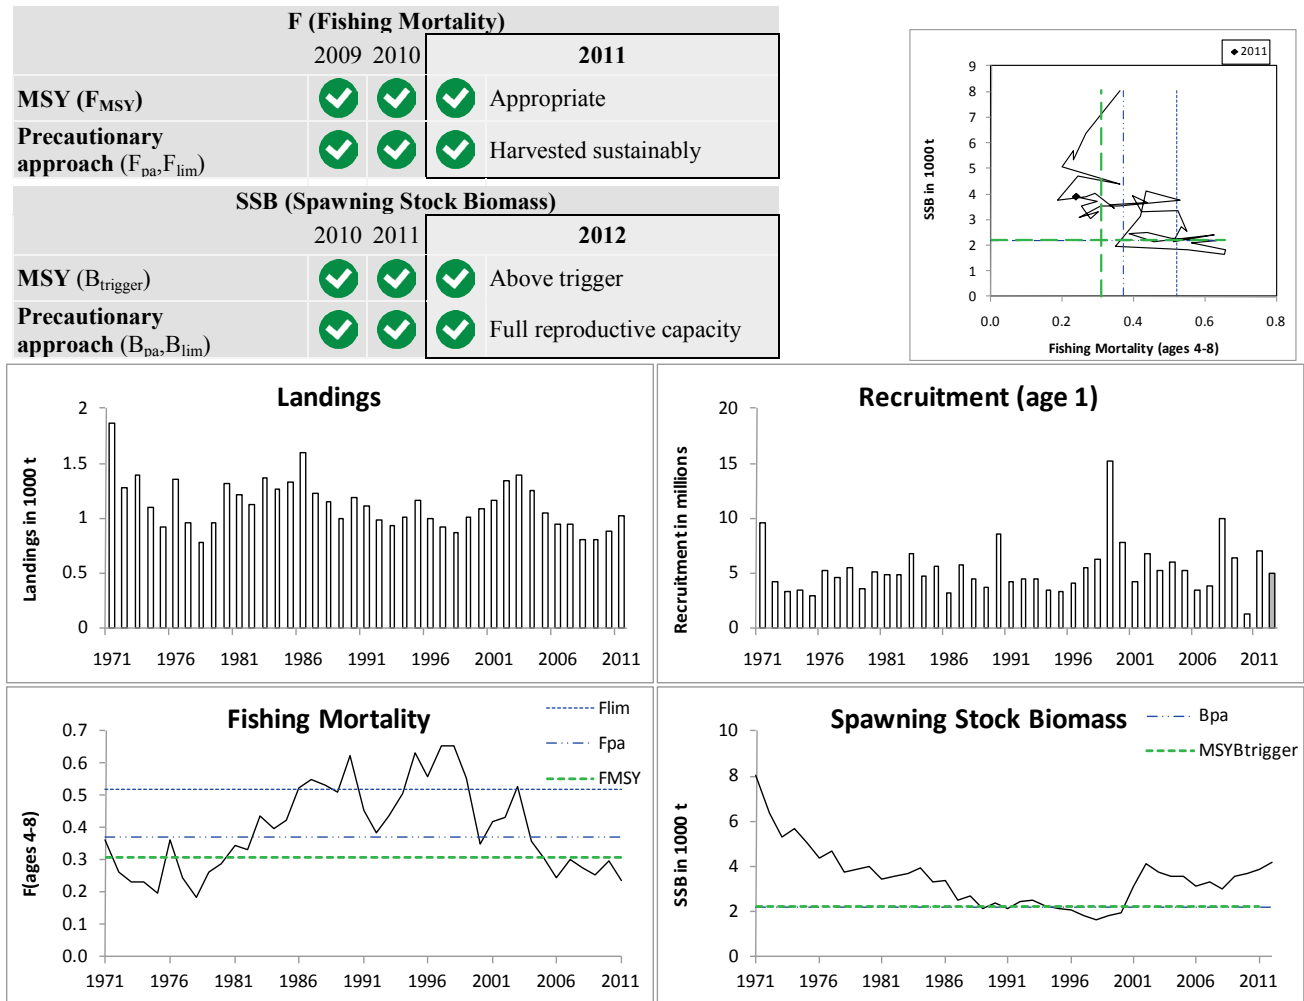 F (Fishing Mortality)
2009 2010 2011
MSY (FMSY) Appropriate
Precautionary
approach (Fpa,Flim) Harvested sustainably
SSB (Spawning Stock Biomass)
2010 2011 2012
MSY (Btrigger) Above trigger
Precautionary
approach (Bpa,Blim) Full reproductive capacity
2011
SSB in 1000 t
9
8
7
6
5
4
3
2
1
0
0.0 0.2 0.4 0.6 0.8
Fishing Mortality (ages 4-8)
Landings
Landings in 1000 t
2
1.5
1
0.5
0
1971 1976 1981 1986 1991 1996 2001 2006 2011
Recruitment (age 1)
Recruitment in millions
20
15
10
5
0
1971 1976 1981 1986 1991 1996 2001 2006 2011
Fishing Mortality
Flim
Fpa
FMSY
F(ages 4-8)
0.7
0.6
0.5
0.4
0.3
0.2
0.1
0.0
1971 1976 1981 1986 1991 1996 2001 2006 2011
Spawning Stock Biomass
Bpa
MSYBtrigger
SSB in 1000 t
10
8
6
4
2
0
1971 1976 1981 1986 1991 1996 2001 2006 2011